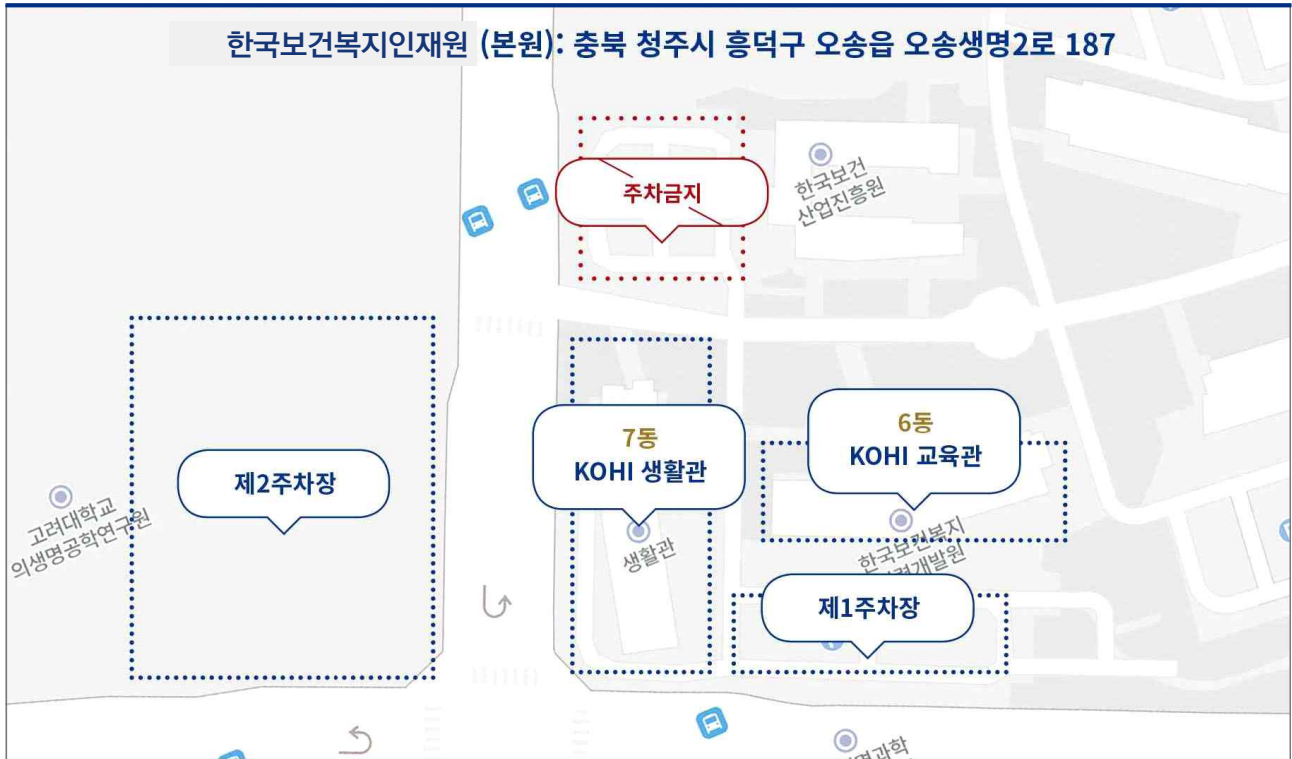 한국보건복지인재원 (본원): 충북 청주시 흥덕구 오송읍 오송생명2로 187
주차금지
한국보건
산업진흥원
7동
KOHI 생활관
6동
KOHI 교육관
제2주차장
고려대학교
의생명공학연구원
생활관
한국보건복지
개발원
제1주차장